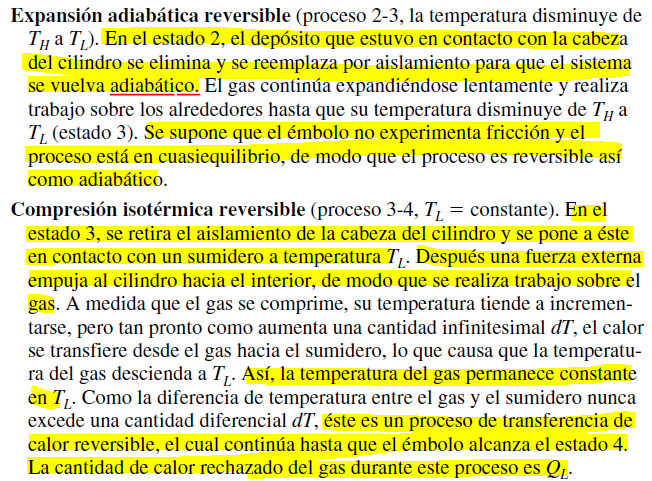 Expansión adiabática reversible (proceso 2-3, la temperatura disminuye de
T_H a T_L). En el estado 2, el depósito que estuvo en contacto con la cabeza
del cilindro se elimina y se reemplaza por aislamiento para que el sistema
se vuelva adiabático. El gas continúa expandiéndose lentamente y realiza
trabajo sobre los alrededores hasta que su temperatura disminuye de T_H a
T_L (estado 3). Se supone que el émbolo no experimenta fricción y el
proceso está en cuasiequilibrio, de modo que el proceso es reversible así
como adiabático.
Compresión isotérmica reversible (proceso 3-4, T_L = constante). En el
estado 3, se retira el aislamiento de la cabeza del cilindro y se pone a éste
en contacto con un sumidero a temperatura T_L. Después una fuerza externa
empuja al cilindro hacia el interior, de modo que se realiza trabajo sobre el
gas. A medida que el gas se comprime, su temperatura tiende a incremen-
tarse, pero tan pronto como aumenta una cantidad infinitesimal dT, el calor
se transfiere desde el gas hacia el sumidero, lo que causa que la temperatu-
ra del gas descienda a T_L. Así, la temperatura del gas permanece constante
en T_L. Como la diferencia de temperatura entre el gas y el sumidero nunca
excede una cantidad diferencial dT, éste es un proceso de transferencia de
calor reversible, el cual continúa hasta que el émbolo alcanza el estado 4.
La cantidad de calor rechazado del gas durante este proceso es Q_L.